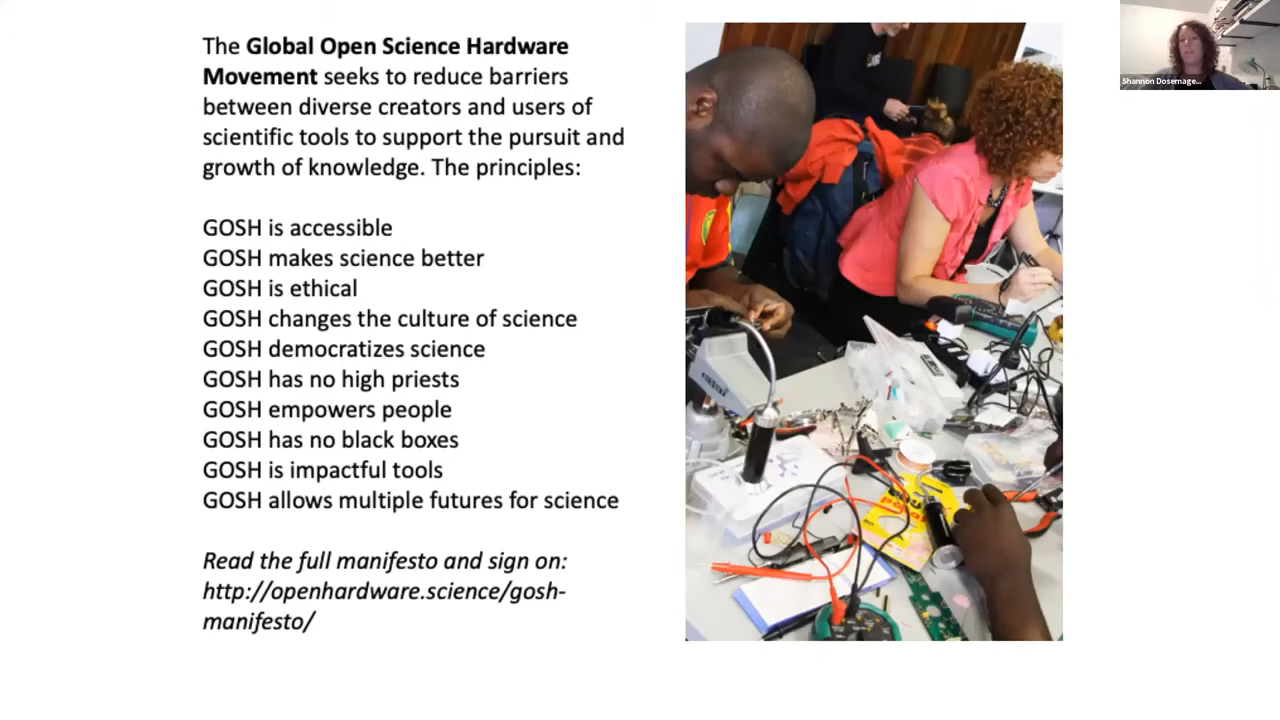 The Global Open Science Hardware
Movement seeks to reduce barriers
between diverse creators and users of
scientific tools to support the pursuit and
growth of knowledge. The principles:
GOSH is accessible
GOSH makes science better
GOSH is ethical
GOSH changes the culture of science
GOSH democratizes science
GOSH has no high priests
GOSH empowers people
GOSH has no black boxes
GOSH is impactful tools
GOSH allows multiple futures for science
Read the full manifesto and sign on:
http://openhardware.science/gosh-
manifesto/
Shannon Dosemage...